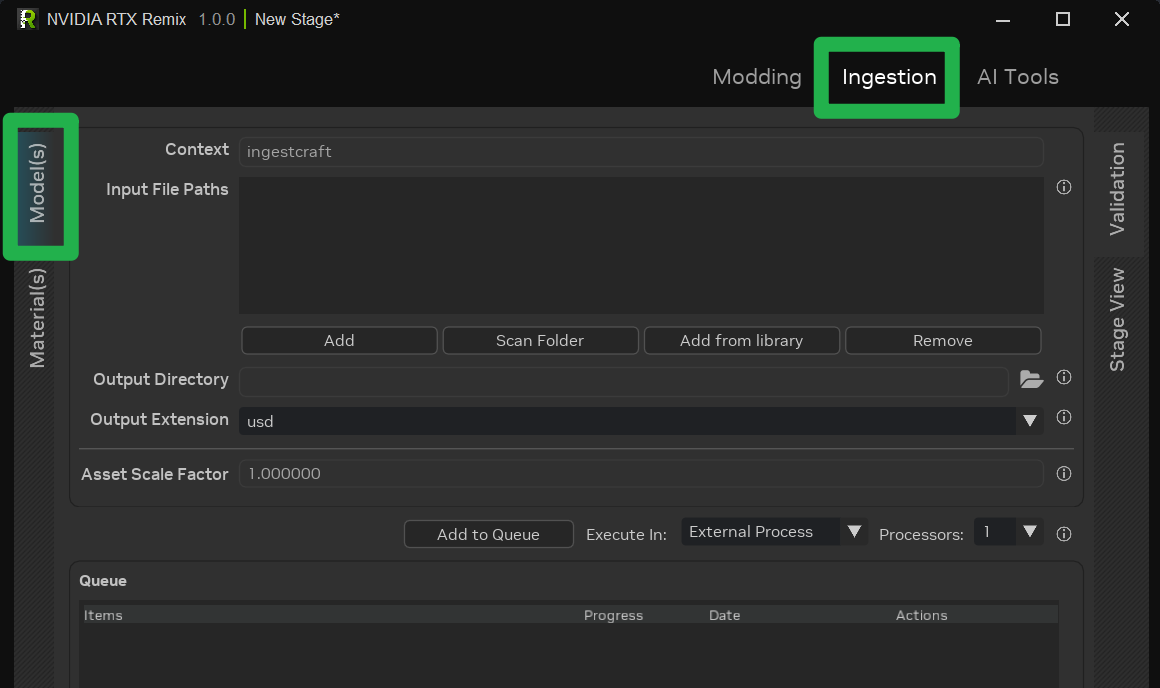 NVIDIA RTX Remix 1.0.0 New Stage*
Modding Ingestion AI Tools
Model(s)
Material(s)
Context ingestcraft
Input File Paths
Add Scan Folder Add from library Remove
Output Directory
Output Extension usd
Asset Scale Factor 1.000000
Add to Queue Execute In: External Process Processors: 1
Queue
Items Progress Date Actions
Validation
Stage View